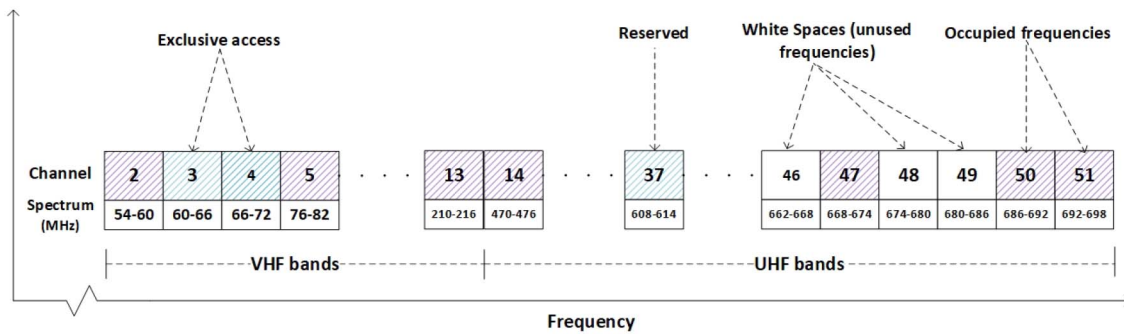 Exclusive access
Reserved
White Spaces (unused
frequencies)
Occupied frequencies
Channel 2 3 4 5 · · · · 13 14 · · · · 37 · · · · 46 47 48 49 50 51
Spectrum
(MHz) 54-60 60-66 66-72 76-82 210-216 470-476 608-614 662-668 668-674 674-680 680-686 686-692 692-698
VHF bands UHF bands
Frequency